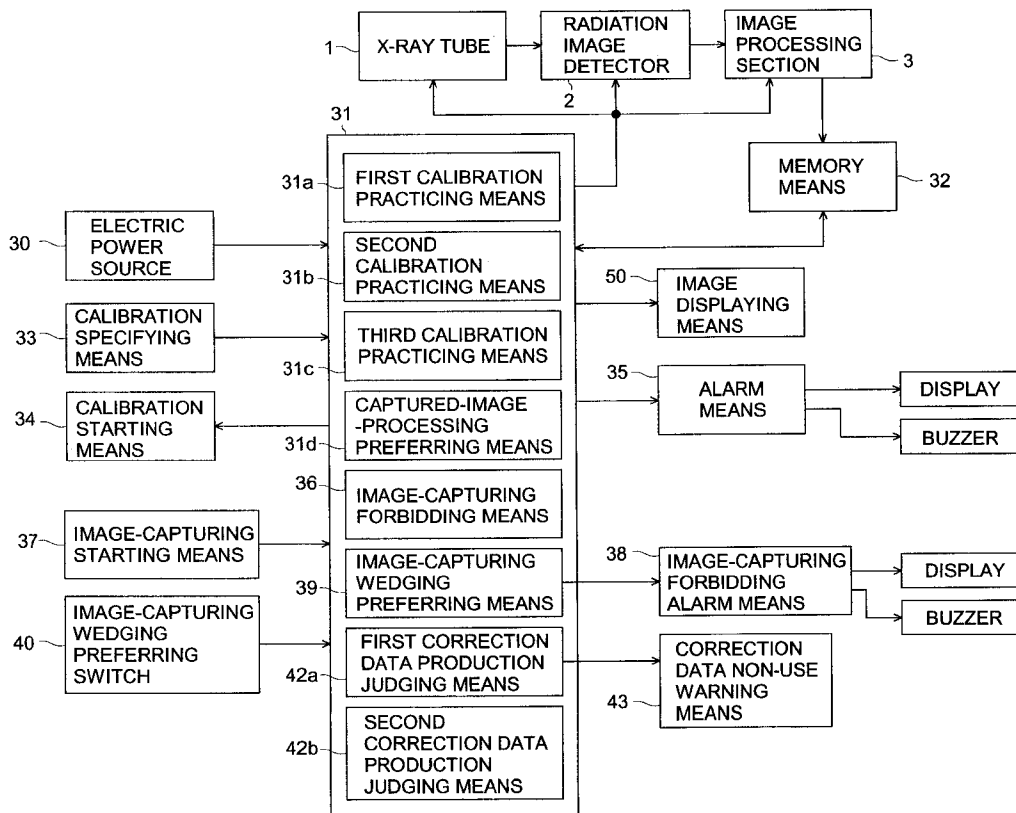 1
X-RAY TUBE
RADIATION
IMAGE
DETECTOR
2
IMAGE
PROCESSING
SECTION
3
31
MEMORY
MEANS
32
31a
FIRST CALIBRATION
PRACTICING MEANS
30
ELECTRIC
POWER
SOURCE
31b
SECOND
CALIBRATION
PRACTICING MEANS
50
IMAGE
DISPLAYING
MEANS
33
CALIBRATION
SPECIFYING
MEANS
31c
THIRD CALIBRATION
PRACTICING MEANS
35
ALARM
MEANS
DISPLAY
BUZZER
34
CALIBRATION
STARTING
MEANS
31d
CAPTURED-IMAGE
-PROCESSING
PREFERRING MEANS
36
IMAGE-CAPTURING
FORBIDDING MEANS
37
IMAGE-CAPTURING
STARTING MEANS
39
IMAGE-CAPTURING
WEDGING
PREFERRING MEANS
38
IMAGE-CAPTURING
FORBIDDING
ALARM MEANS
DISPLAY
BUZZER
40
IMAGE-CAPTURING
WEDGING
PREFERRING
SWITCH
42a
FIRST CORRECTION
DATA PRODUCTION
JUDGING MEANS
43
CORRECTION
DATA NON-USE
WARNING
MEANS
42b
SECOND
CORRECTION DATA
PRODUCTION
JUDGING MEANS